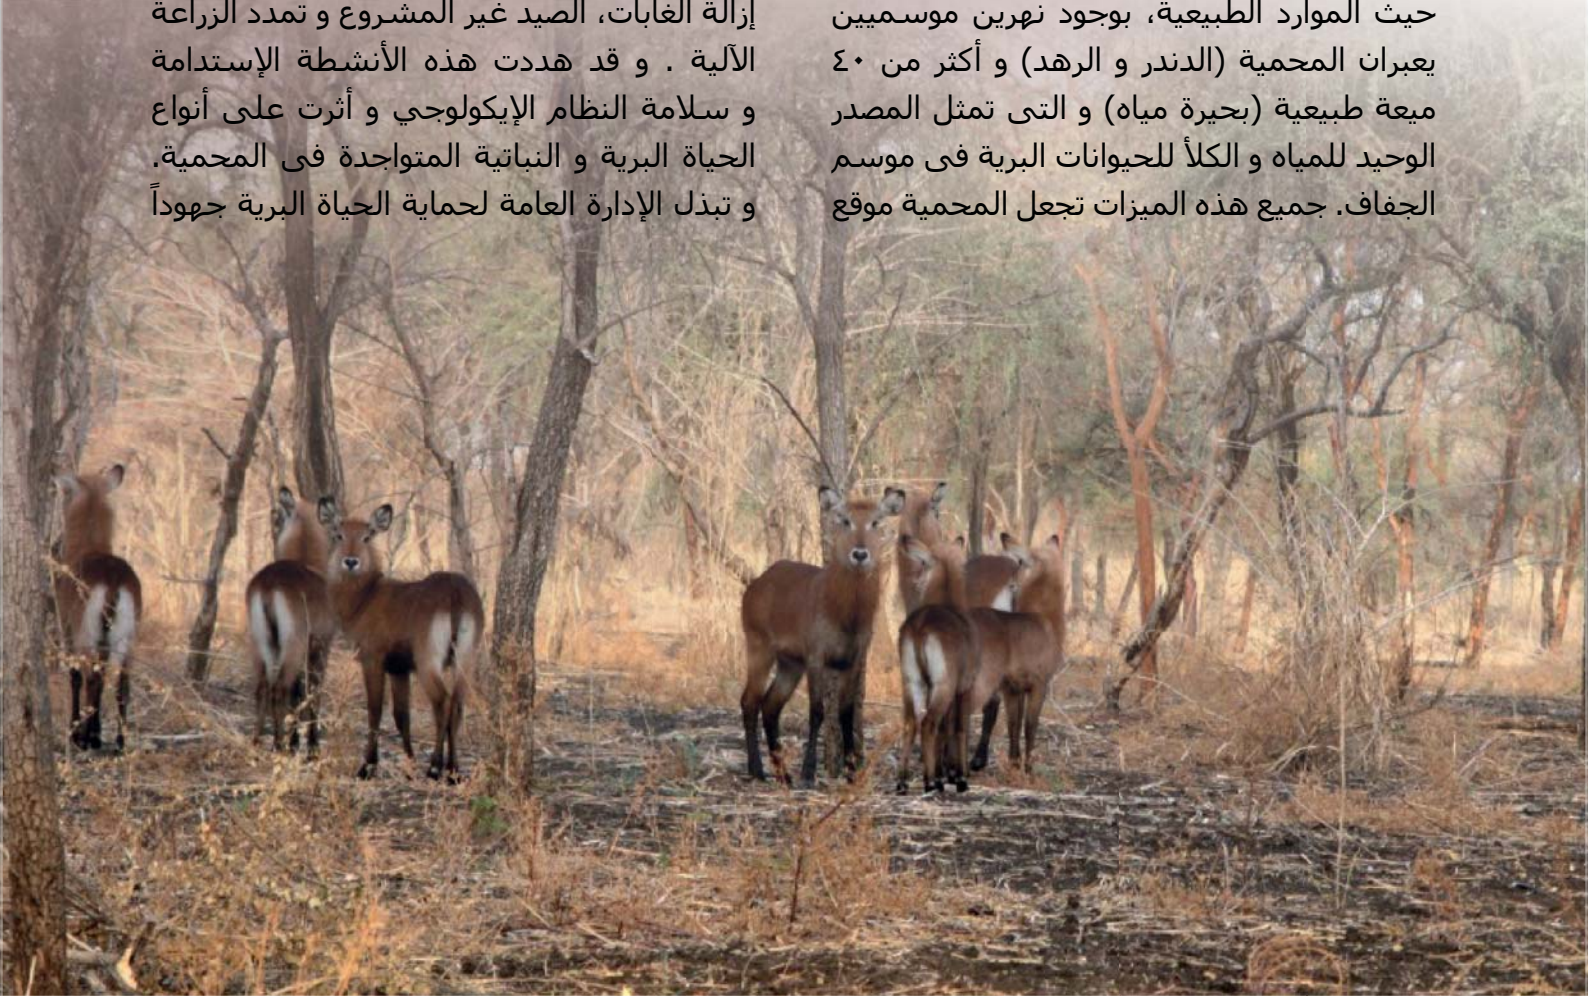 حيث الموارد الطبيعية، بوجود نهرين موسميين
يعبران المحمية (الدندر و الرهد) و أكثر من ٤٠
ميعة طبيعية (بحيرة مياه) و التى تمثل المصدر
الوحيد للمياه و الكلأ للحيوانات البرية فى موسم
الجفاف. جميع هذه الميزات تجعل المحمية موقع
إزالة الغابات، الصيد غير المشروع و تمدد الزراعة
الآلية . و قد هددت هذه الأنشطة الإستدامة
و سلامة النظام الإيكولوجي و أثرت على أنواع
الحياة البرية و النباتية المتواجدة فى المحمية.
و تبذل الإدارة العامة لحماية الحياة البرية جهوداً